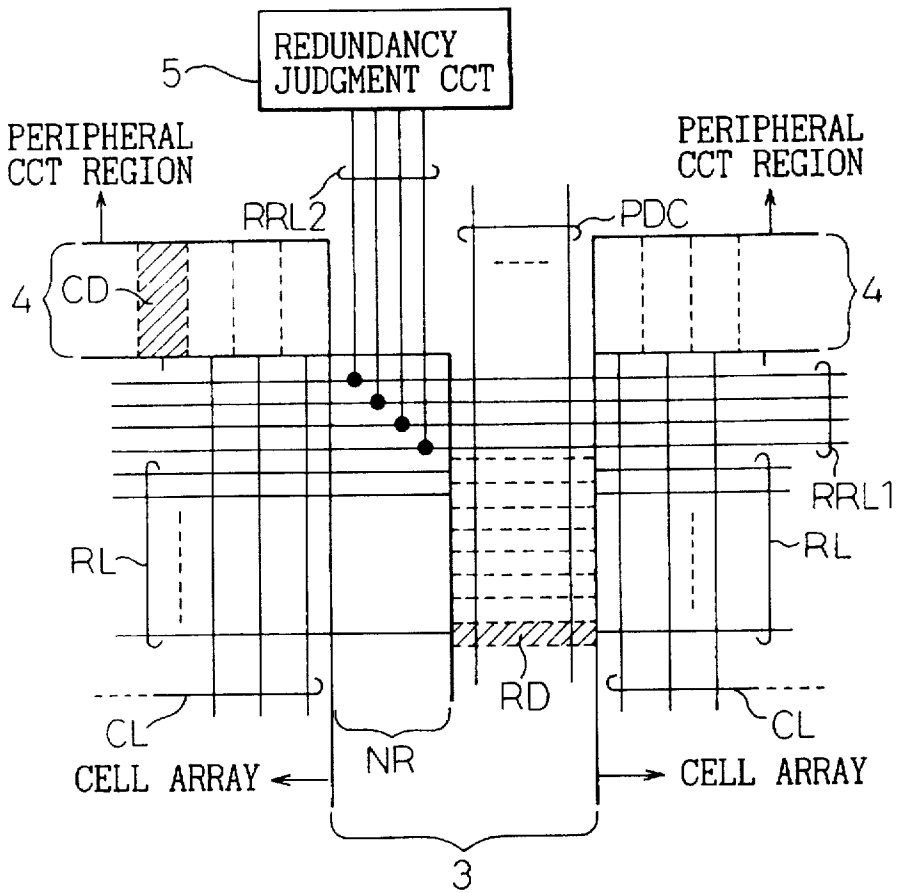 REDUNDANCY
JUDGMENT CCT
5
PERIPHERAL
CCT REGION
PERIPHERAL
CCT REGION
RRL2
PDC
4
CD
4
RRL1
RL
RL
RD
CL
NR
CL
CELL ARRAY
CELL ARRAY
3